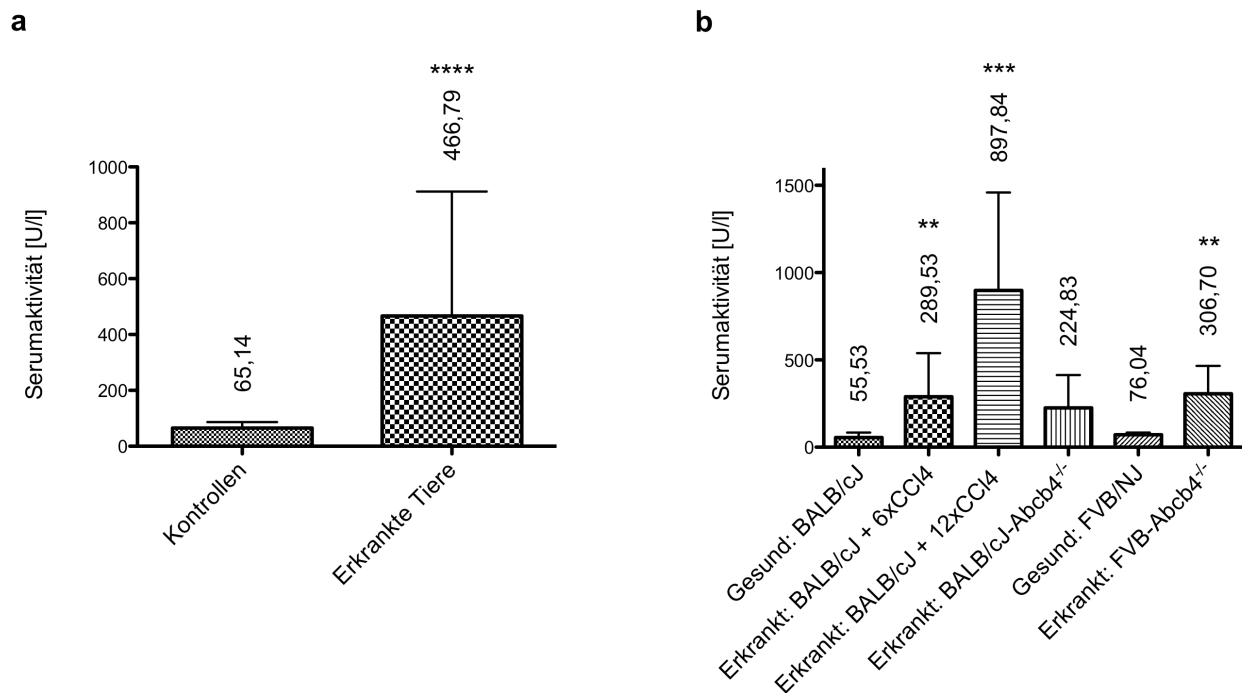 a
****
466,79
65,14
Serumaktivität [U/l]
1000
800
600
400
200
0
Kontrollen
Erkrankte Tiere
b
***
897,84
**
289,53
**
306,70
224,83
55,53
76,04
Serumaktivität [U/l]
1500
1000
500
0
Gesund: BALB/cJ
Erkrankt: BALB/cJ + 6xCCl4
Erkrankt: BALB/cJ + 12xCCl4
Erkrankt: BALB/cJ-Abcb4-/-
Gesund: FVB/NJ
Erkrankt: FVB-Abcb4-/-